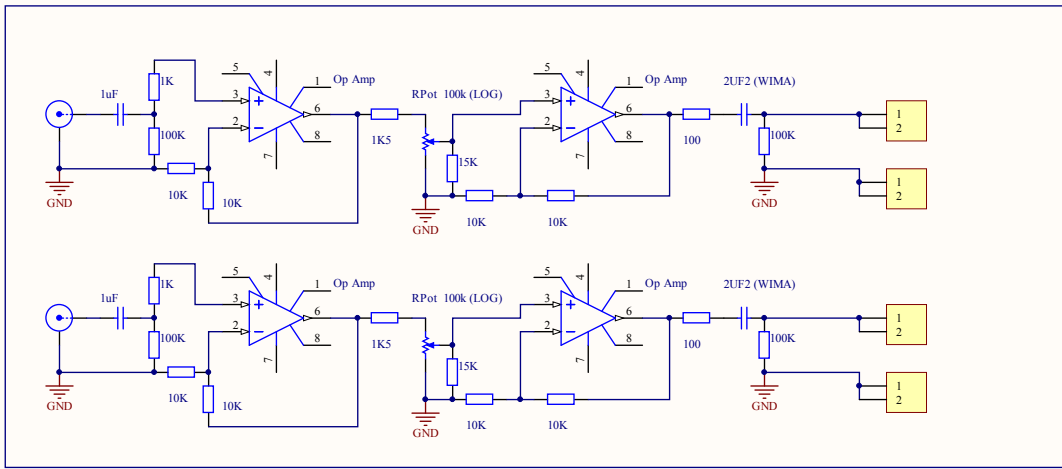 5
4
1 Op Amp
1K
1uF
3
+
6
2
−
8
7
100K
10K
10K
GND
1K5
RPot 100k (LOG)
15K
GND
10K
10K
5
4
1 Op Amp
3
+
6
2
−
8
7
100
2UF2 (WIMA)
100K
GND
1
2
1
2
5
4
1 Op Amp
1K
1uF
3
+
6
2
−
8
7
100K
10K
10K
GND
1K5
RPot 100k (LOG)
15K
GND
10K
10K
5
4
1 Op Amp
3
+
6
2
−
8
7
100
2UF2 (WIMA)
100K
GND
1
2
1
2